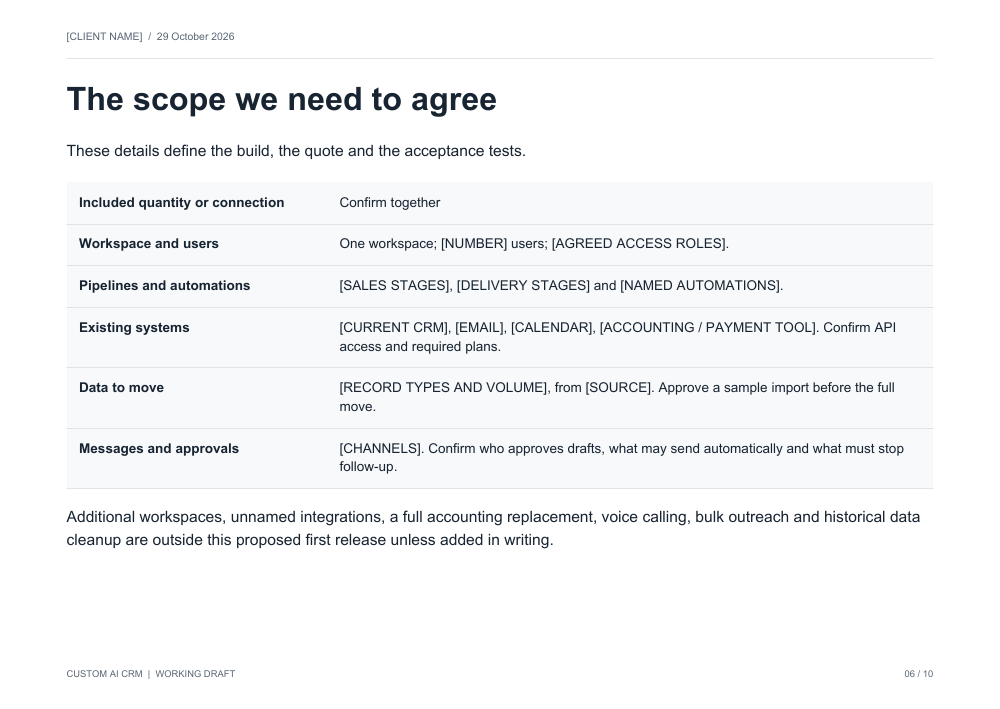 [CLIENT NAME] / 29 October 2026
The scope we need to agree
These details define the build, the quote and the acceptance tests.
Included quantity or connection
Confirm together
Workspace and users
One workspace; [NUMBER] users; [AGREED ACCESS ROLES].
Pipelines and automations
[SALES STAGES], [DELIVERY STAGES] and [NAMED AUTOMATIONS].
Existing systems
[CURRENT CRM], [EMAIL], [CALENDAR], [ACCOUNTING / PAYMENT TOOL]. Confirm API
access and required plans.
Data to move
[RECORD TYPES AND VOLUME], from [SOURCE]. Approve a sample import before the full
move.
Messages and approvals
[CHANNELS]. Confirm who approves drafts, what may send automatically and what must stop
follow-up.
Additional workspaces, unnamed integrations, a full accounting replacement, voice calling, bulk outreach and historical data
cleanup are outside this proposed first release unless added in writing.
CUSTOM AI CRM | WORKING DRAFT
06 / 10